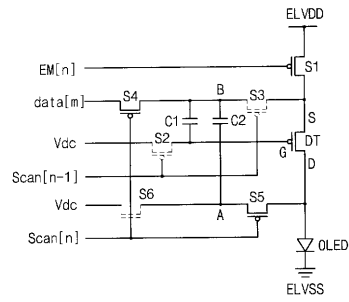 ELVDD
EM[n]
S1
data[m]
S4
B
S3
S
C1
C2
Vdc
S2
G
DT
D
Scan[n-1]
Vdc
S6
A
S5
Scan[n]
OLED
ELVSS